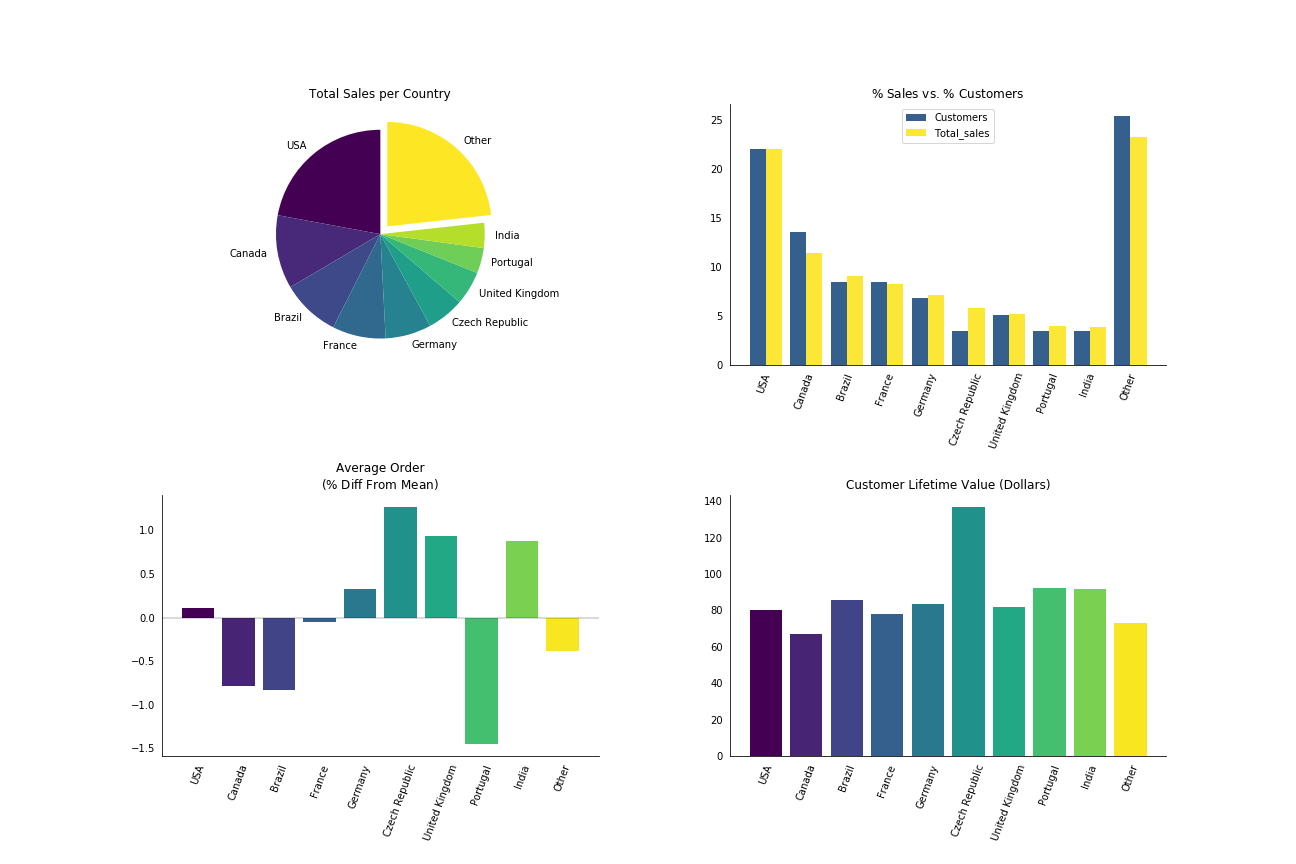 Total Sales per Country
Other
USA
India
Canada
Portugal
United Kingdom
Brazil
Czech Republic
France
Germany
% Sales vs. % Customers
Customers
Total_sales
25
20
15
10
5
0
USA
Canada
Brazil
France
Germany
Czech Republic
United Kingdom
Portugal
India
Other
Average Order
(% Diff From Mean)
1.0
0.5
0.0
−0.5
−1.0
−1.5
USA
Canada
Brazil
France
Germany
Czech Republic
United Kingdom
Portugal
India
Other
Customer Lifetime Value (Dollars)
140
120
100
80
60
40
20
0
USA
Canada
Brazil
France
Germany
Czech Republic
United Kingdom
Portugal
India
Other